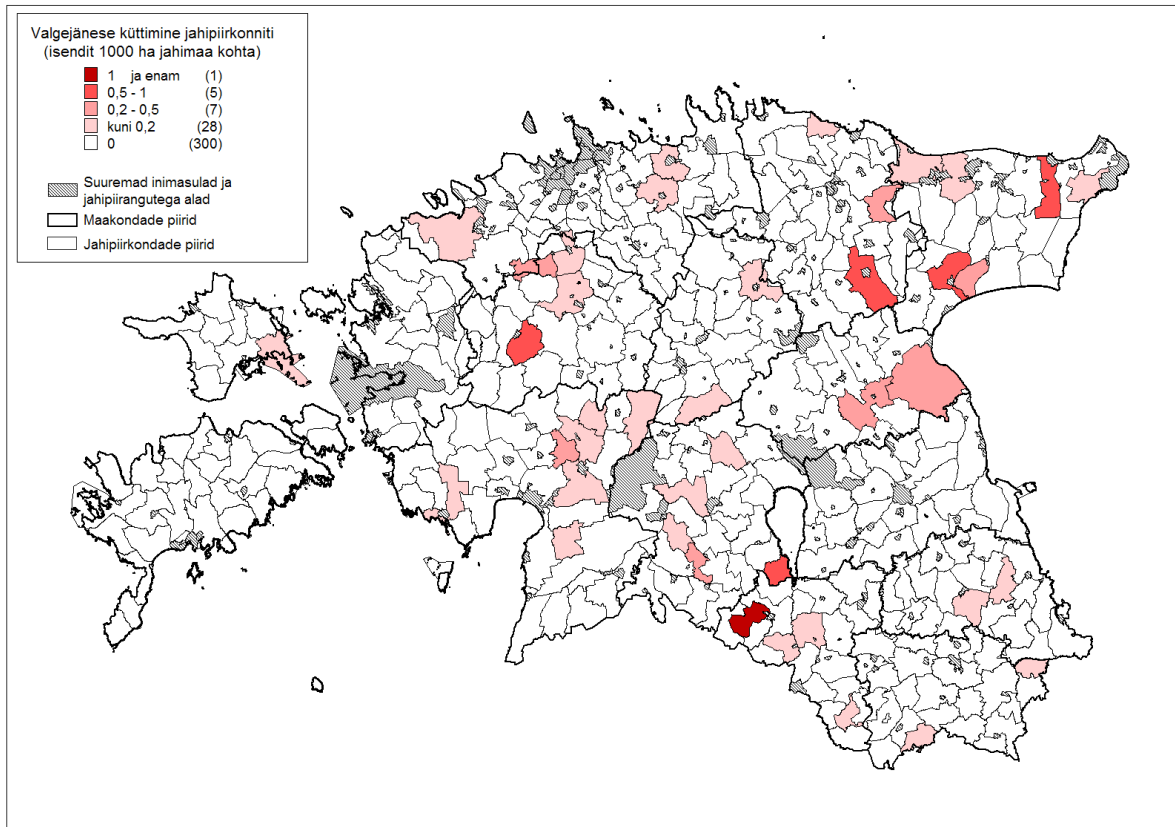 Valgejänese küttimine jahipiirkonniti
(isendit 1000 ha jahimaa kohta)
1 ja enam (1)
0,5 - 1 (5)
0,2 - 0,5 (7)
kuni 0,2 (28)
0 (300)
Suuremad inimasulad ja
jahipiirangutega alad
Maakondade piirid
Jahipiirkondade piirid